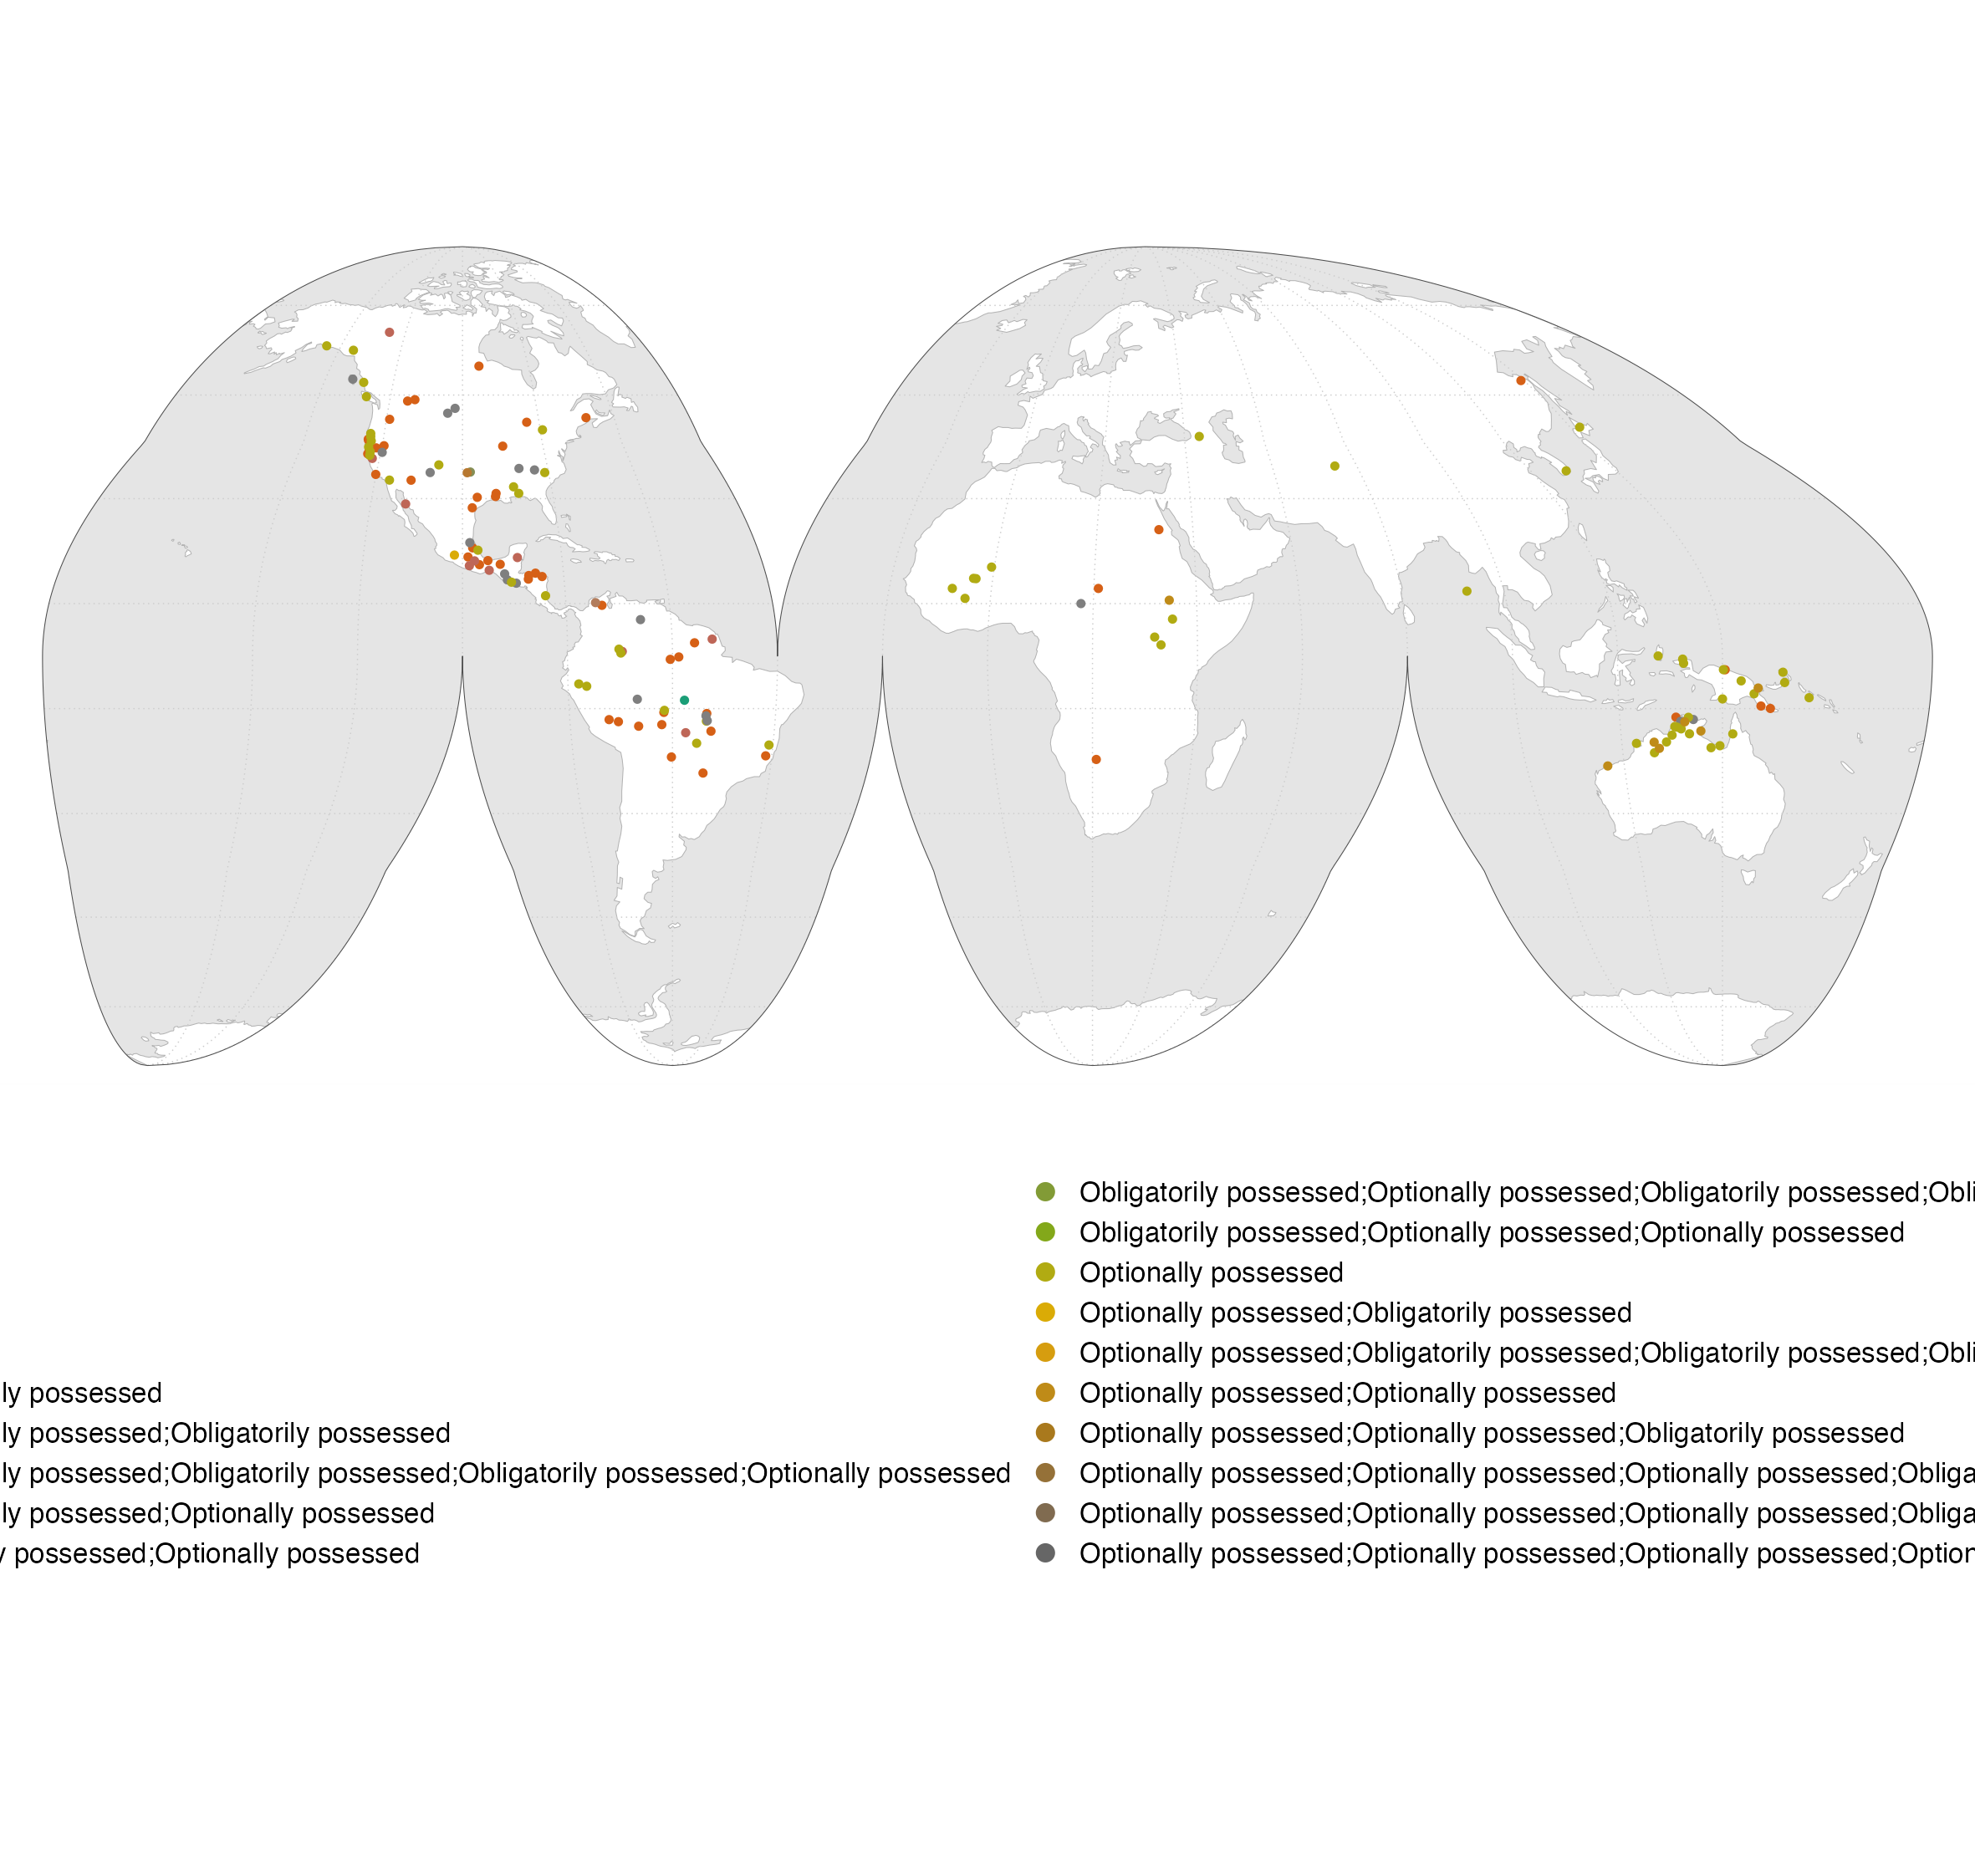 ly possessed
ly possessed;Obligatorily possessed
ly possessed;Obligatorily possessed;Obligatorily possessed;Optionally possessed
ly possessed;Optionally possessed
y possessed;Optionally possessed
Obligatorily possessed;Optionally possessed;Obligatorily possessed;Obli
Obligatorily possessed;Optionally possessed;Optionally possessed
Optionally possessed
Optionally possessed;Obligatorily possessed
Optionally possessed;Obligatorily possessed;Obligatorily possessed;Obli
Optionally possessed;Optionally possessed
Optionally possessed;Optionally possessed;Obligatorily possessed
Optionally possessed;Optionally possessed;Optionally possessed;Obliga
Optionally possessed;Optionally possessed;Optionally possessed;Obliga
Optionally possessed;Optionally possessed;Optionally possessed;Option